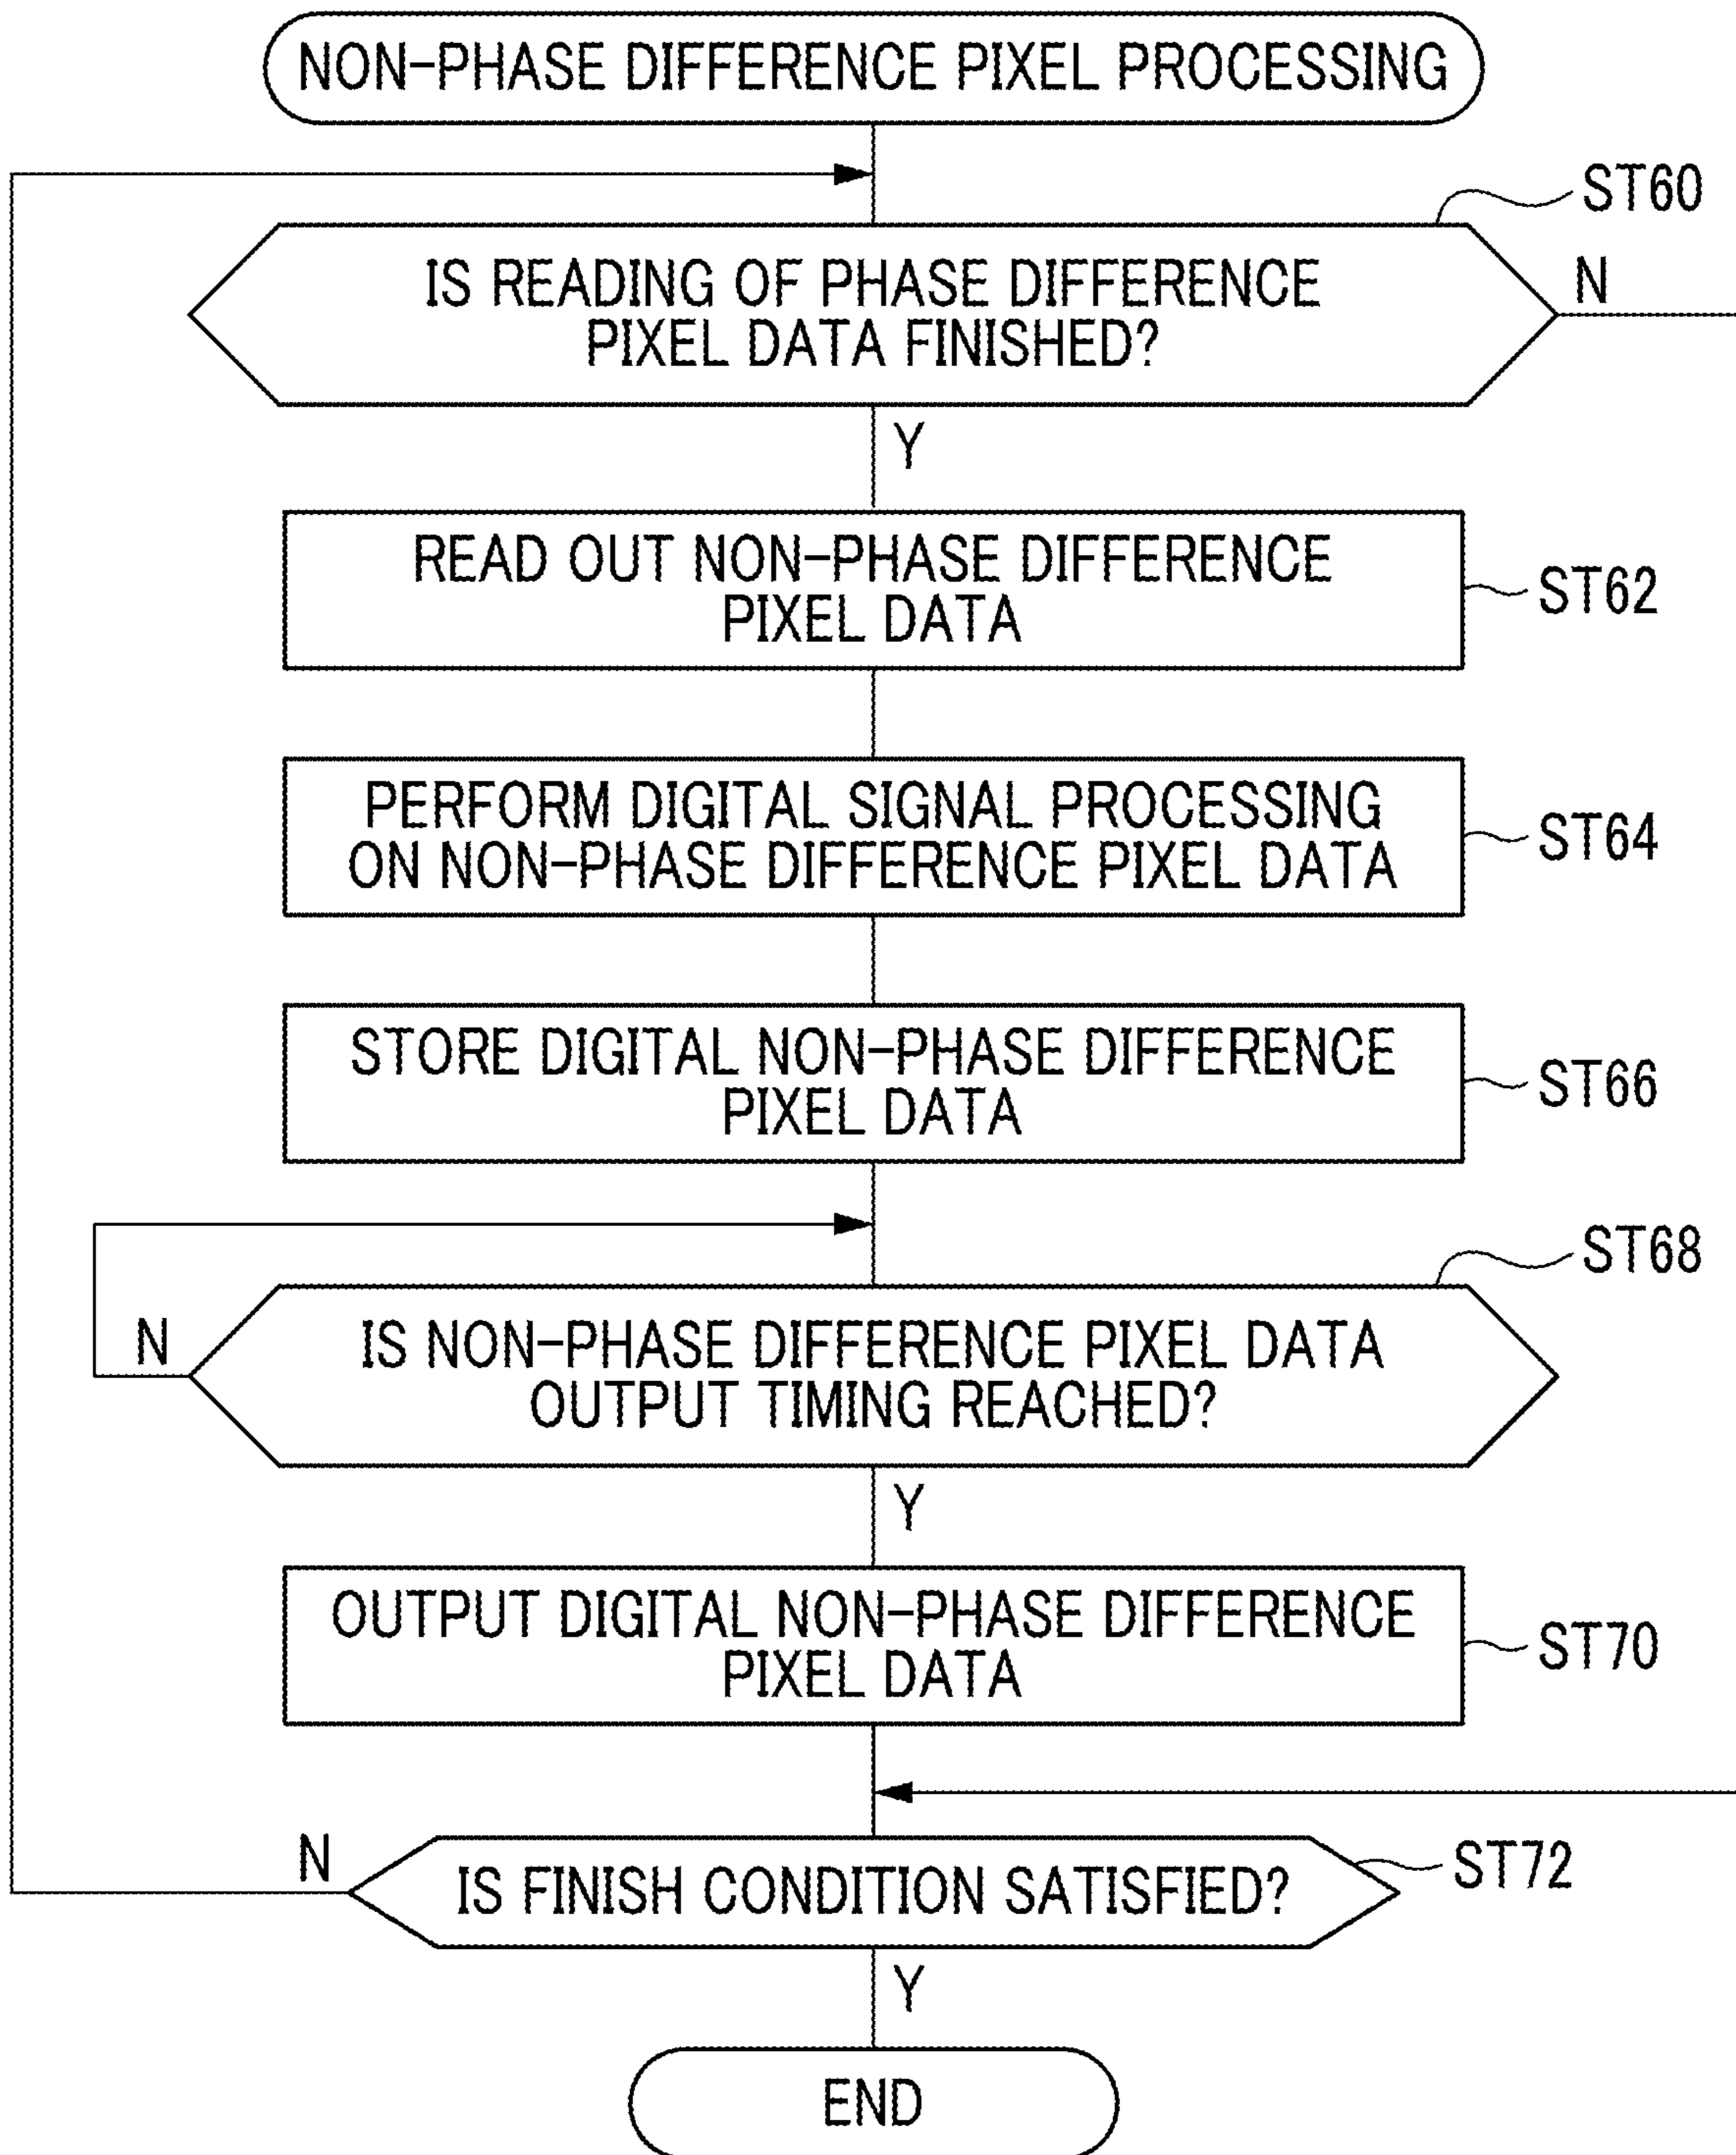 NON-PHASE DIFFERENCE PIXEL PROCESSING
ST60
IS READING OF PHASE DIFFERENCE
PIXEL DATA FINISHED?
N
Y
READ OUT NON-PHASE DIFFERENCE
PIXEL DATA
ST62
PERFORM DIGITAL SIGNAL PROCESSING
ON NON-PHASE DIFFERENCE PIXEL DATA
ST64
STORE DIGITAL NON-PHASE DIFFERENCE
PIXEL DATA
ST66
ST68
N
IS NON-PHASE DIFFERENCE PIXEL DATA
OUTPUT TIMING REACHED?
Y
OUTPUT DIGITAL NON-PHASE DIFFERENCE
PIXEL DATA
ST70
N
IS FINISH CONDITION SATISFIED?
ST72
Y
END